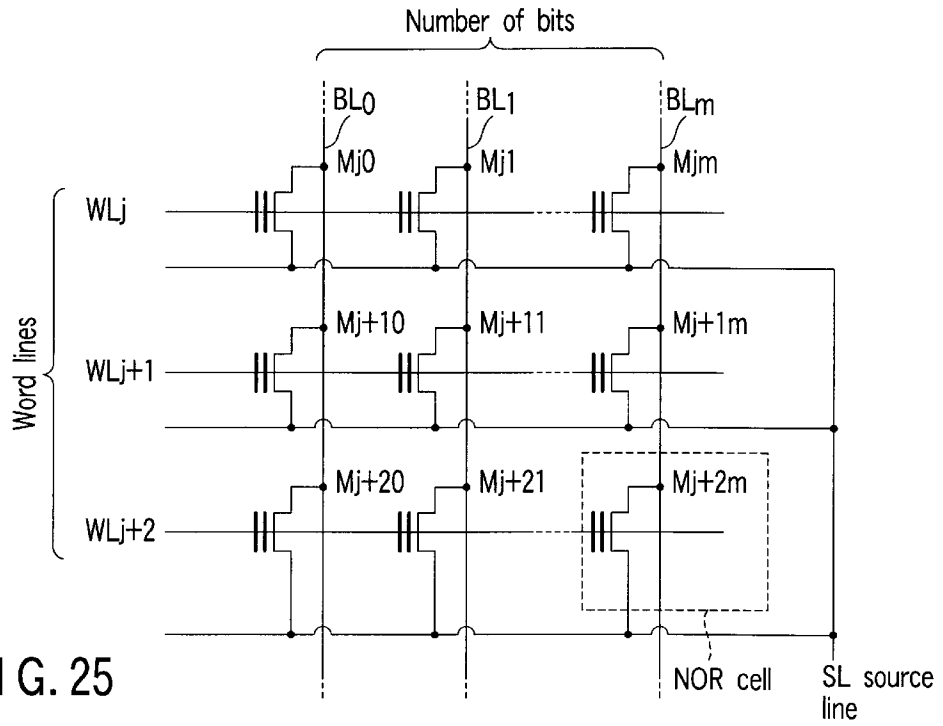 Number of bits
BL0 BL1 BLm
Mj0 Mj1 Mjm
WLj
Word lines
Mj+10 Mj+11 Mj+1m
WLj+1
Mj+20 Mj+21 Mj+2m
WLj+2
NOR cell
SL source
line
I G. 25